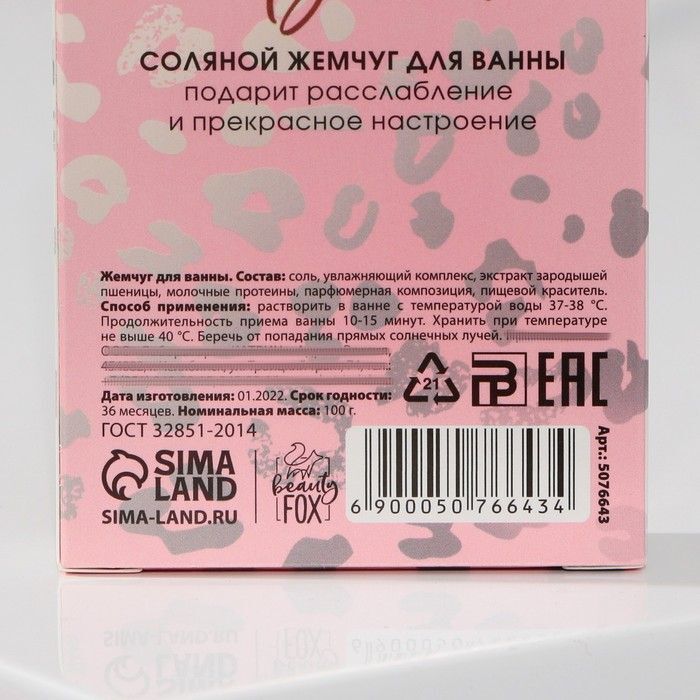 СОЛЯНОЙ ЖЕМЧУГ ДЛЯ ВАННЫ
подарит расслабление
и прекрасное настроение
Жемчуг для ванны. Состав: соль, увлажняющий комплекс, экстракт зародышей
пшеницы, молочные протеины, парфюмерная композиция, пищевой краситель.
Способ применения: растворить в ванне с температурой воды 37-38 °С.
Продолжительность приема ванны 10-15 минут. Хранить при температуре
не выше 40 °С. Беречь от попадания прямых солнечных лучей.
Дата изготовления: 01.2022. Срок годности:
36 месяцев. Номинальная масса: 100 г.
ГОСТ 32851-2014
21
РВ
EAC
SIMA
LAND
SIMA-LAND.RU
beauty
FOX
6 900050 766434
Арт.: 5076643